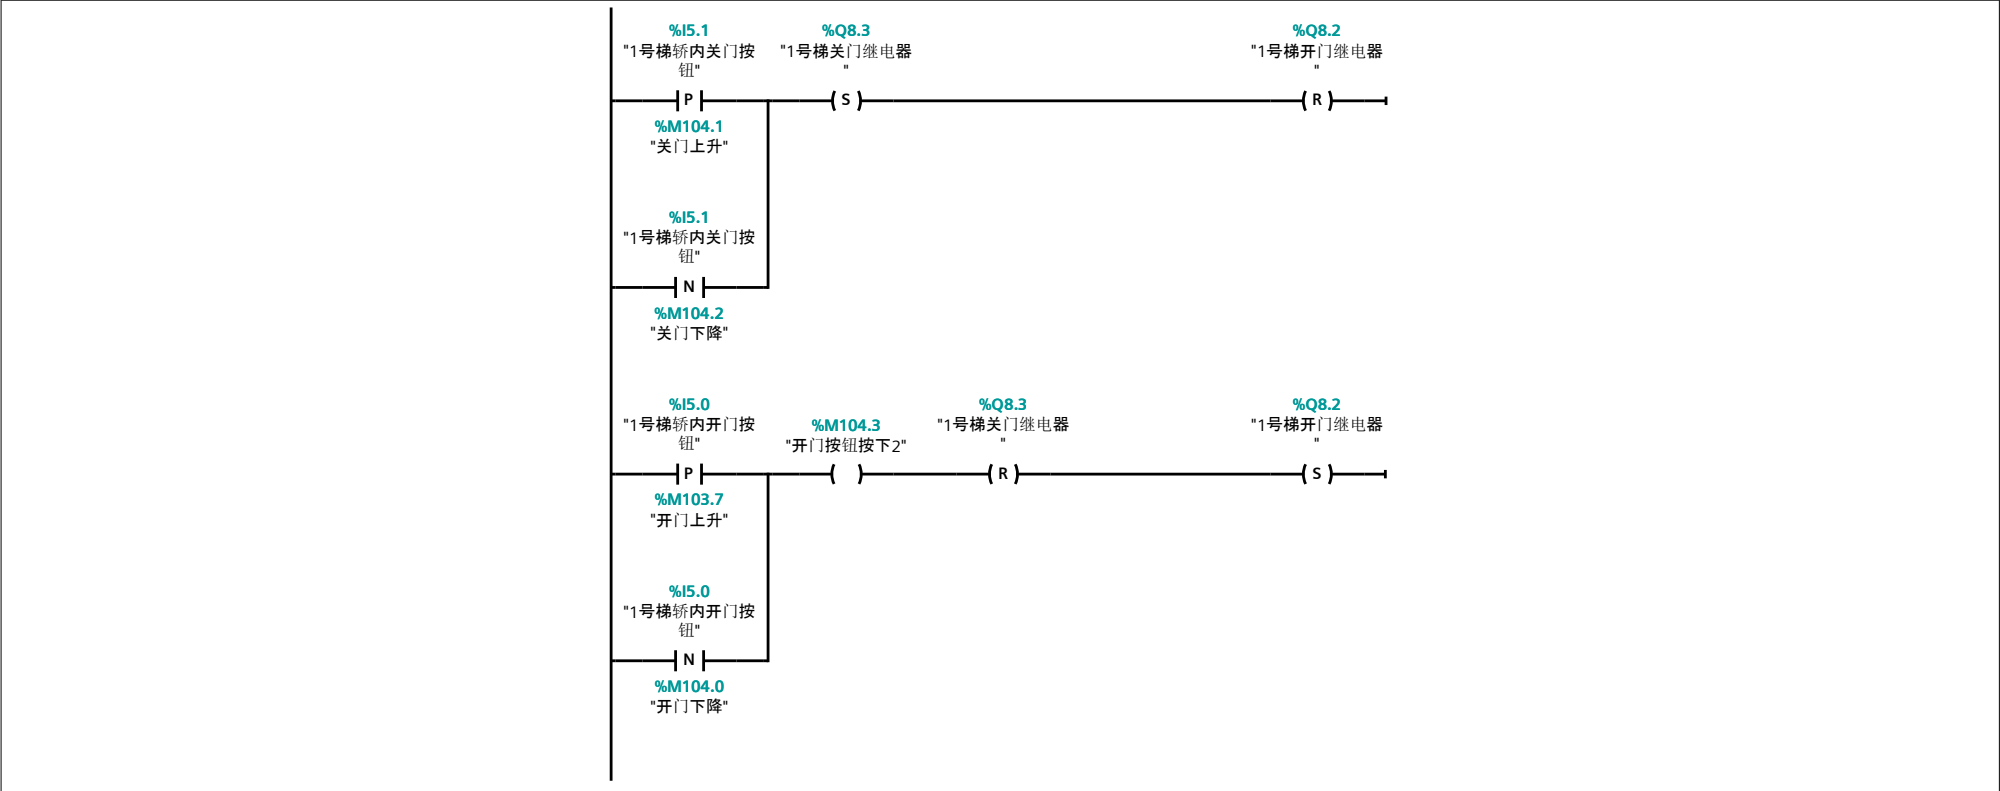 %I5.1 %Q8.3 %Q8.2
"1号梯轿内关门按 "1号梯关门继电器 "1号梯开门继电器
钮" " "
P S R
%M104.1
"关门上升"
%I5.1
"1号梯轿内关门按
钮"
N
%M104.2
"关门下降"
%I5.0 %Q8.3 %Q8.2
"1号梯轿内开门按 %M104.3 "1号梯关门继电器 "1号梯开门继电器
钮" "开门按钮按下2" " "
P R S
%M103.7
"开门上升"
%I5.0
"1号梯轿内开门按
钮"
N
%M104.0
"开门下降"